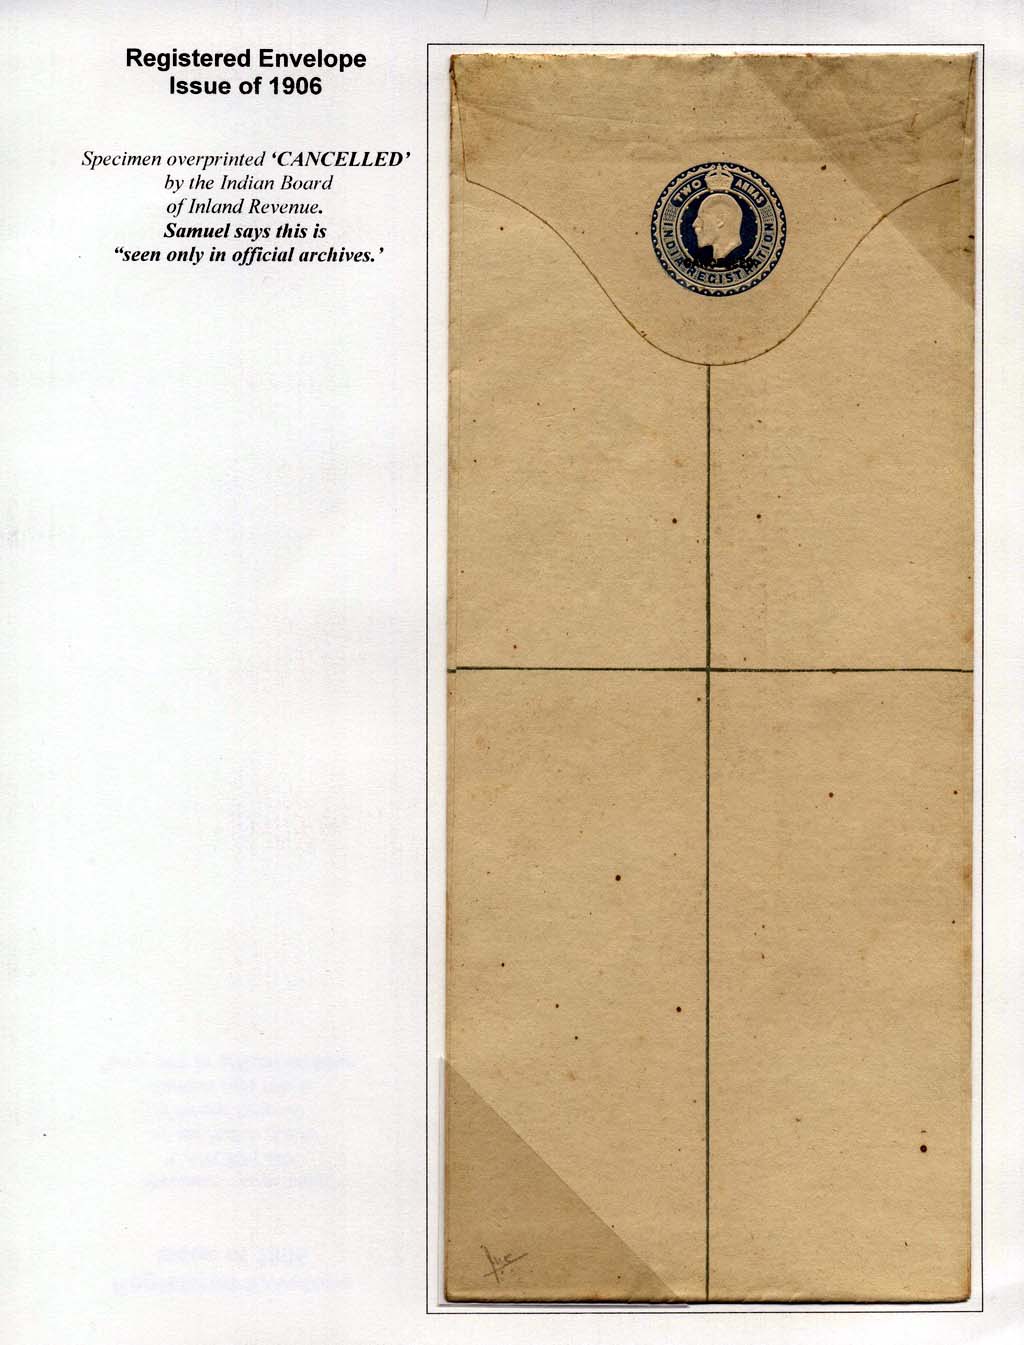 Registered Envelope
Issue of 1906
Specimen overprinted ‘CANCELLED’
by the Indian Board
of Inland Revenue.
Samuel says this is
“seen only in official archives.’
TWO ANNAS
INDIA REGISTRATION